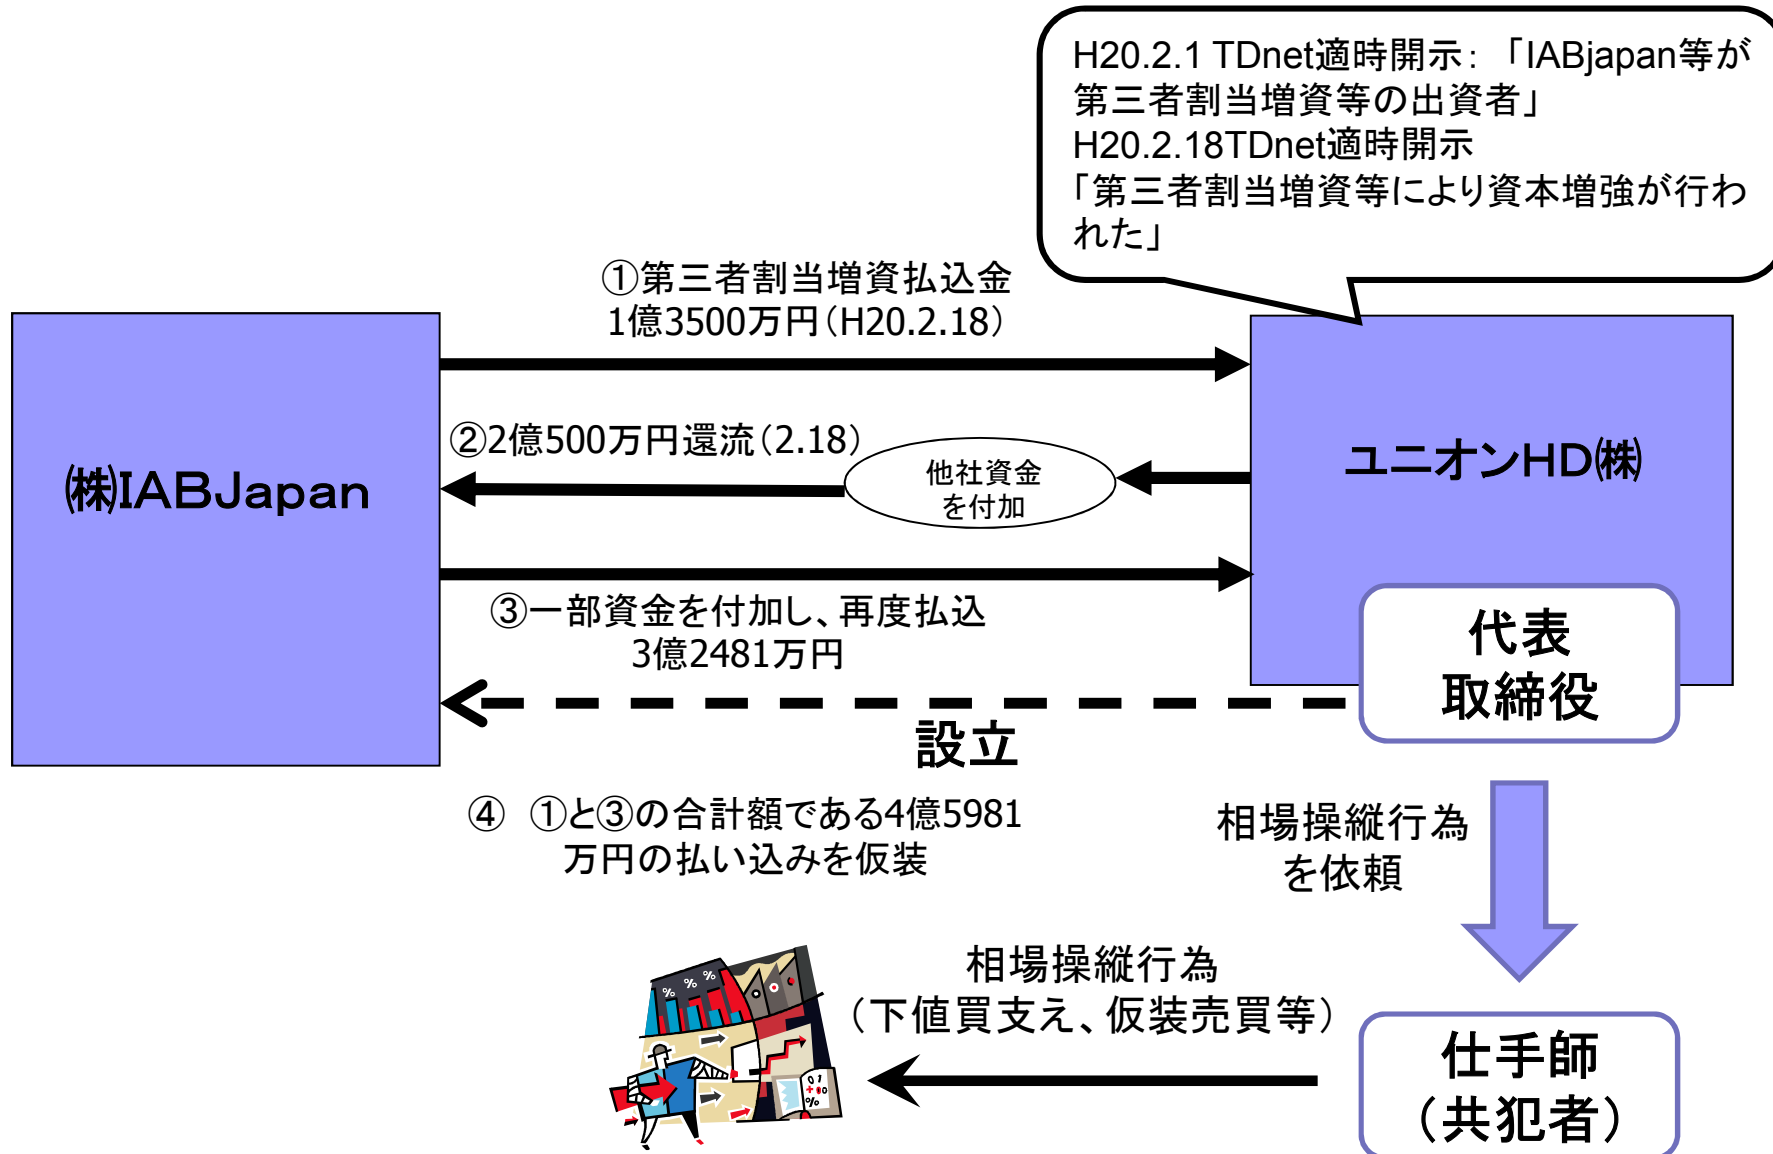 H20.2.1 TDnet適時開示：「IABjapan等が
第三者割当増資等の出資者」
H20.2.18TDnet適時開示
「第三者割当増資等により資本増強が行わ
れた」
①第三者割当増資払込金
1億3500万円（H20.2.18）
㈱IABJapan
②2億500万円還流（2.18）
他社資金
を付加
ユニオンHD㈱
③一部資金を付加し、再度払込
3億2481万円
代表
取締役
設立
④　①と③の合計額である4億5981
万円の払い込みを仮装
相場操縦行為
を依頼
相場操縦行為
（下値買支え、仮装売買等）
仕手師
（共犯者）
% % %
%